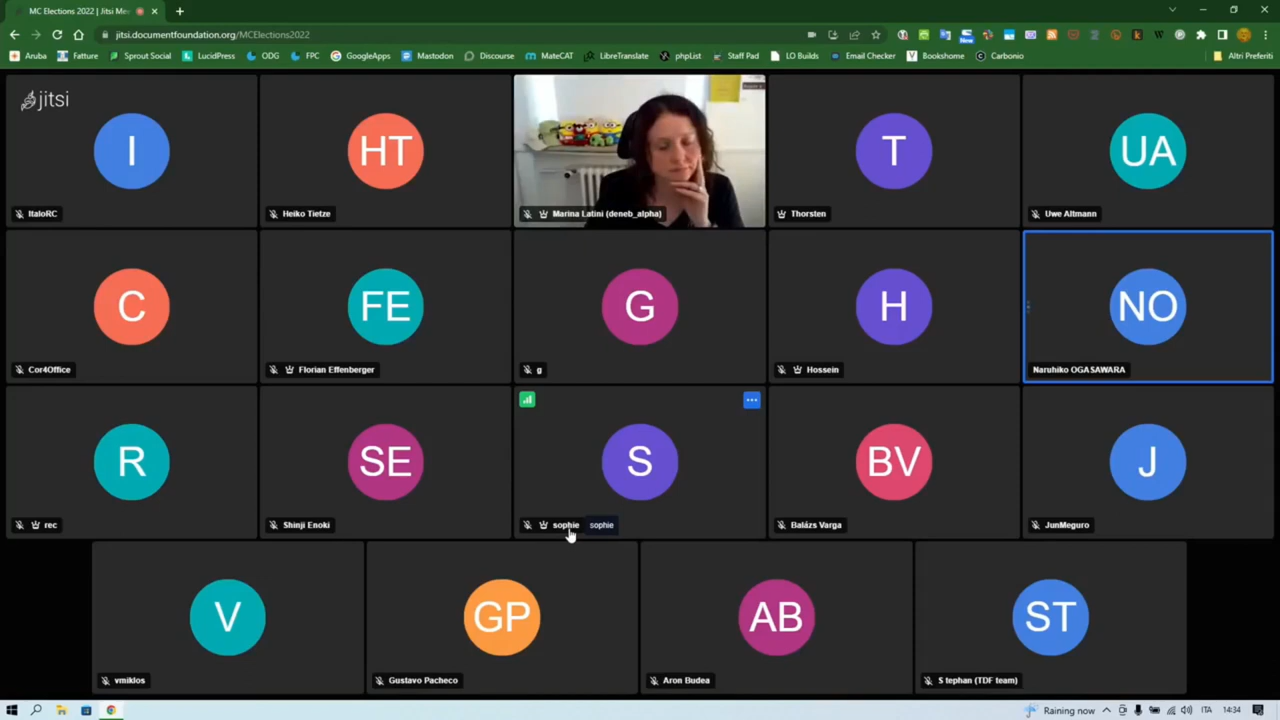 MC Elections 2022 | Jitsi Mee
jitsi.documentfoundation.org/MCElections2022
Aruba Fatture Sprout Social LucidPress ODG FPC GoogleApps Mastodon Discourse MateCAT LibreTranslate phpList Staff Pad LO Builds Email Checker Bookshome Carbonio Altri Preferiti
jitsi
I HT T UA
ItaloRC Heiko Tietze Marina Latini (deneb_alpha) Thorsten Uwe Altmann
C FE G H NO
Cor4Office Florian Effenberger g Hossein Naruhiko OGASAWARA
R SE S BV J
rec Shinji Enoki sophie sophie Balázs Varga JunMeguro
V GP AB ST
vmiklos Gustavo Pacheco Aron Budea S tephan (TDF team)
Raining now ITA 14:34